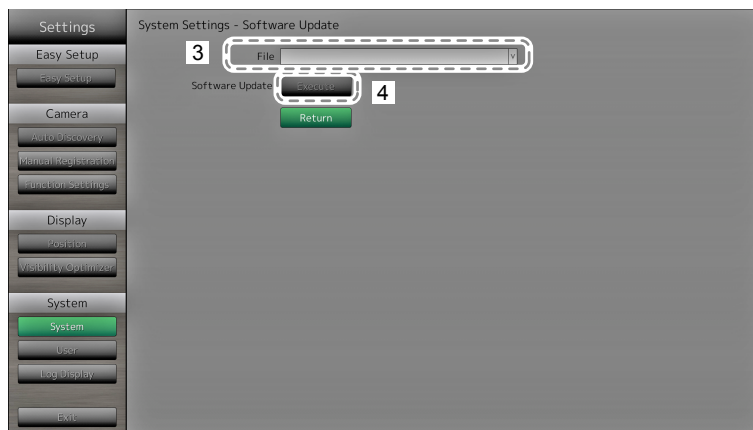 Settings
Easy Setup
Easy Setup
Camera
Auto Discovery
Manual Registration
Function Settings
Display
Position
Visibility Optimizer
System
System
User
Log Display
Exit
System Settings - Software Update
3 File
Software Update Execute 4
Return